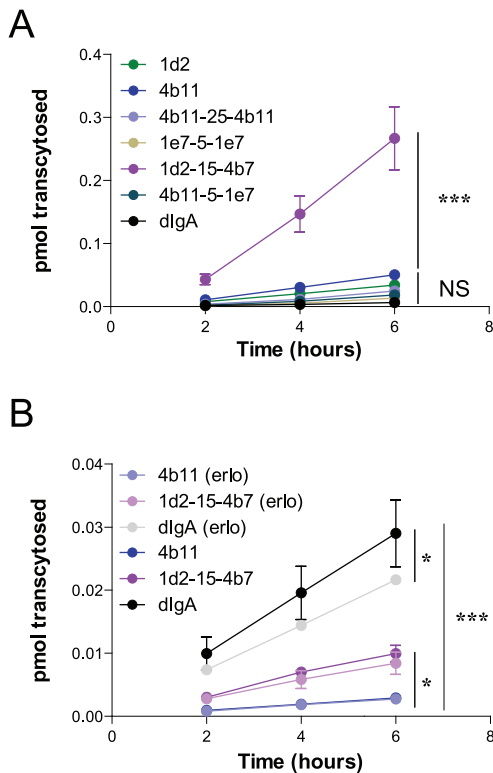 A
1d2
4b11
4b11-25-4b11
1e7-5-1e7
1d2-15-4b7
4b11-5-1e7
dIgA
0.4
0.3
0.2
0.1
0.0
pmol transcytosed
***
NS
0 2 4 6 8
Time (hours)
B
4b11 (erlo)
1d2-15-4b7 (erlo)
dIgA (erlo)
4b11
1d2-15-4b7
dIgA
0.04
0.03
0.02
0.01
0.00
pmol transcytosed
*
***
*
0 2 4 6 8
Time (hours)